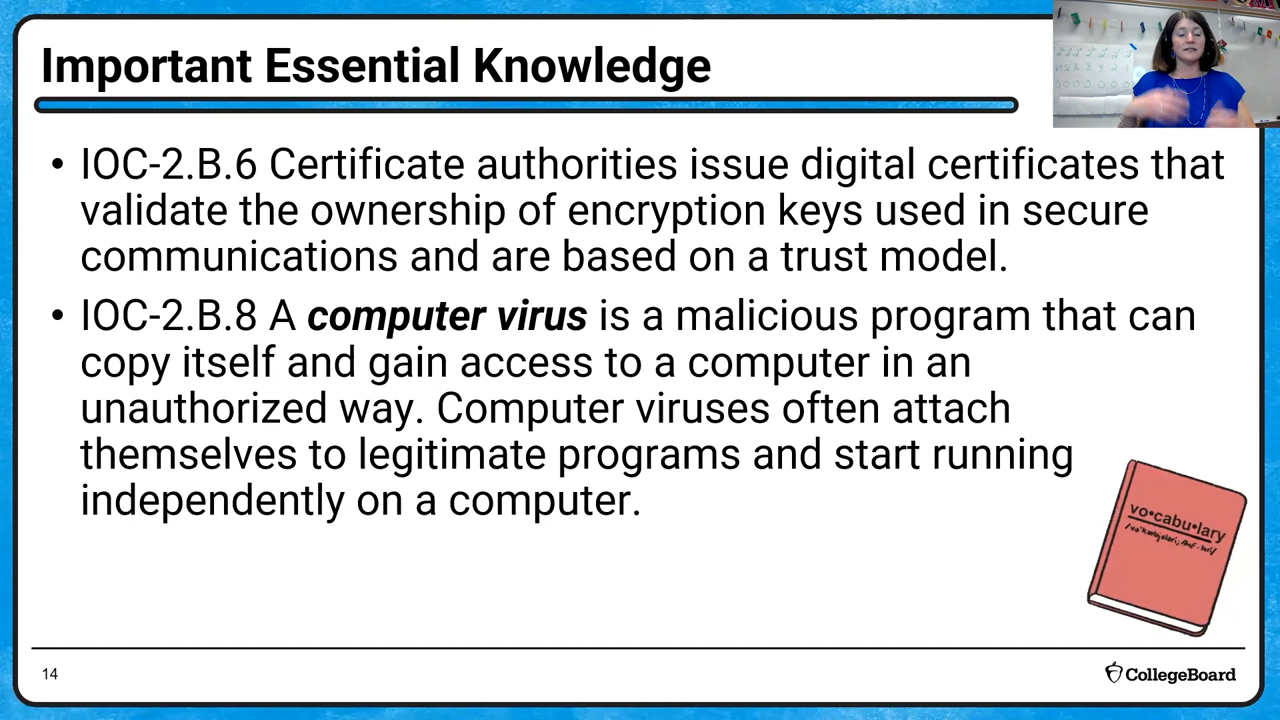 Important Essential Knowledge
• IOC-2.B.6 Certificate authorities issue digital certificates that
validate the ownership of encryption keys used in secure
communications and are based on a trust model.
• IOC-2.B.8 A computer virus is a malicious program that can
copy itself and gain access to a computer in an
unauthorized way. Computer viruses often attach
themselves to legitimate programs and start running
independently on a computer.
vo•cabu•lary
14
CollegeBoard